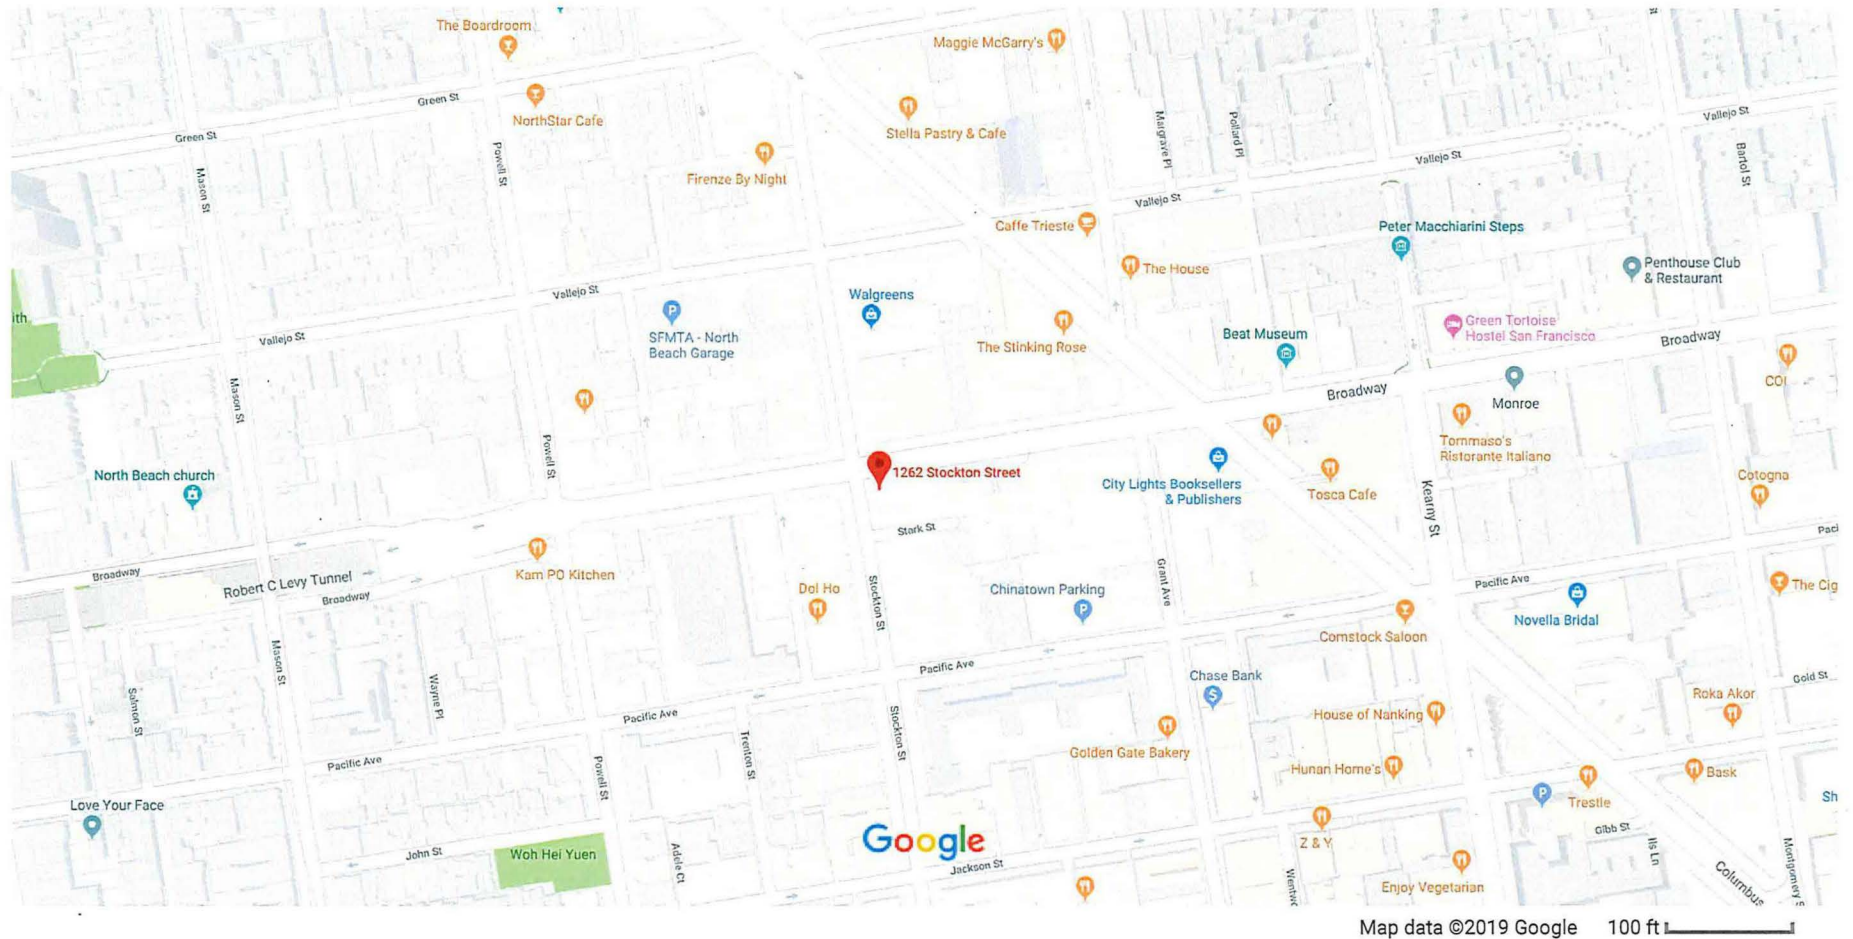 The Boardroom
Maggie McGarry's
Green St
NorthStar Cafe
Stella Pastry & Cafe
Green St
Mason St
Powell St
Firenze By Night
Margrave Pl
Pollard Pl
Vallejo St
Vallejo St
Bartol St
Vallejo St
Caffe Trieste
Peter Macchiarini Steps
The House
Penthouse Club
& Restaurant
Vallejo St
Walgreens
ith
Vallejo St
SFMTA - North
Beach Garage
The Stinking Rose
Beat Museum
Green Tortoise
Hostel San Francisco
Broadway
Mason St
Broadway
Monroe
COI
Powell St
Tommaso's
Ristorante Italiano
North Beach church
1262 Stockton Street
City Lights Booksellers
& Publishers
Tosca Cafe
Kearny St
Cotogna
Stark St
Paci
Broadway
Robert C Levy Tunnel
Broadway
Kam PO Kitchen
Dol Ho
Stockton St
Chinatown Parking
Grant Ave
Pacific Ave
The Cig
Novella Bridal
Comstock Saloon
Mason St
Pacific Ave
Chase Bank
Gold St
Salmon St
Wayne Pl
Pacific Ave
Stockton St
House of Nanking
Roka Akor
Trenton St
Golden Gate Bakery
Pacific Ave
Powell St
Hunan Home's
Bask
Trestle
Love Your Face
Sh
Google
Z & Y
Gibb St
John St
Woh Hei Yuen
Adele Ct
Jackson St
Wentwo
Enjoy Vegetarian
Ils Ln
Columbus
Montgomery S
Map data ©2019 Google 100 ft